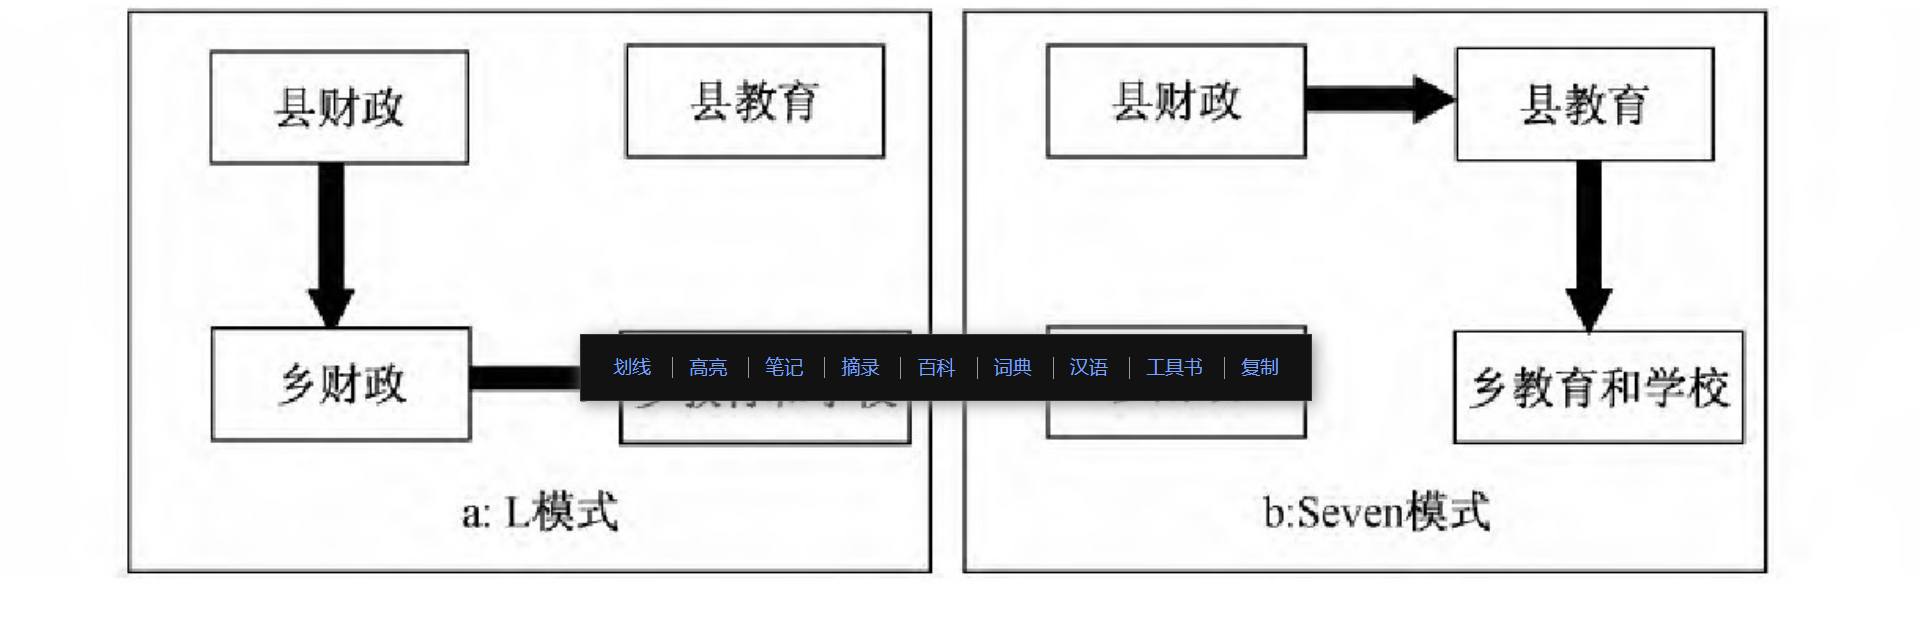 县财政
县教育
县财政
县教育
划线
高亮
笔记
摘录
百科
词典
汉语
工具书
复制
乡财政
乡教育和学校
a: L模式
b:Seven模式